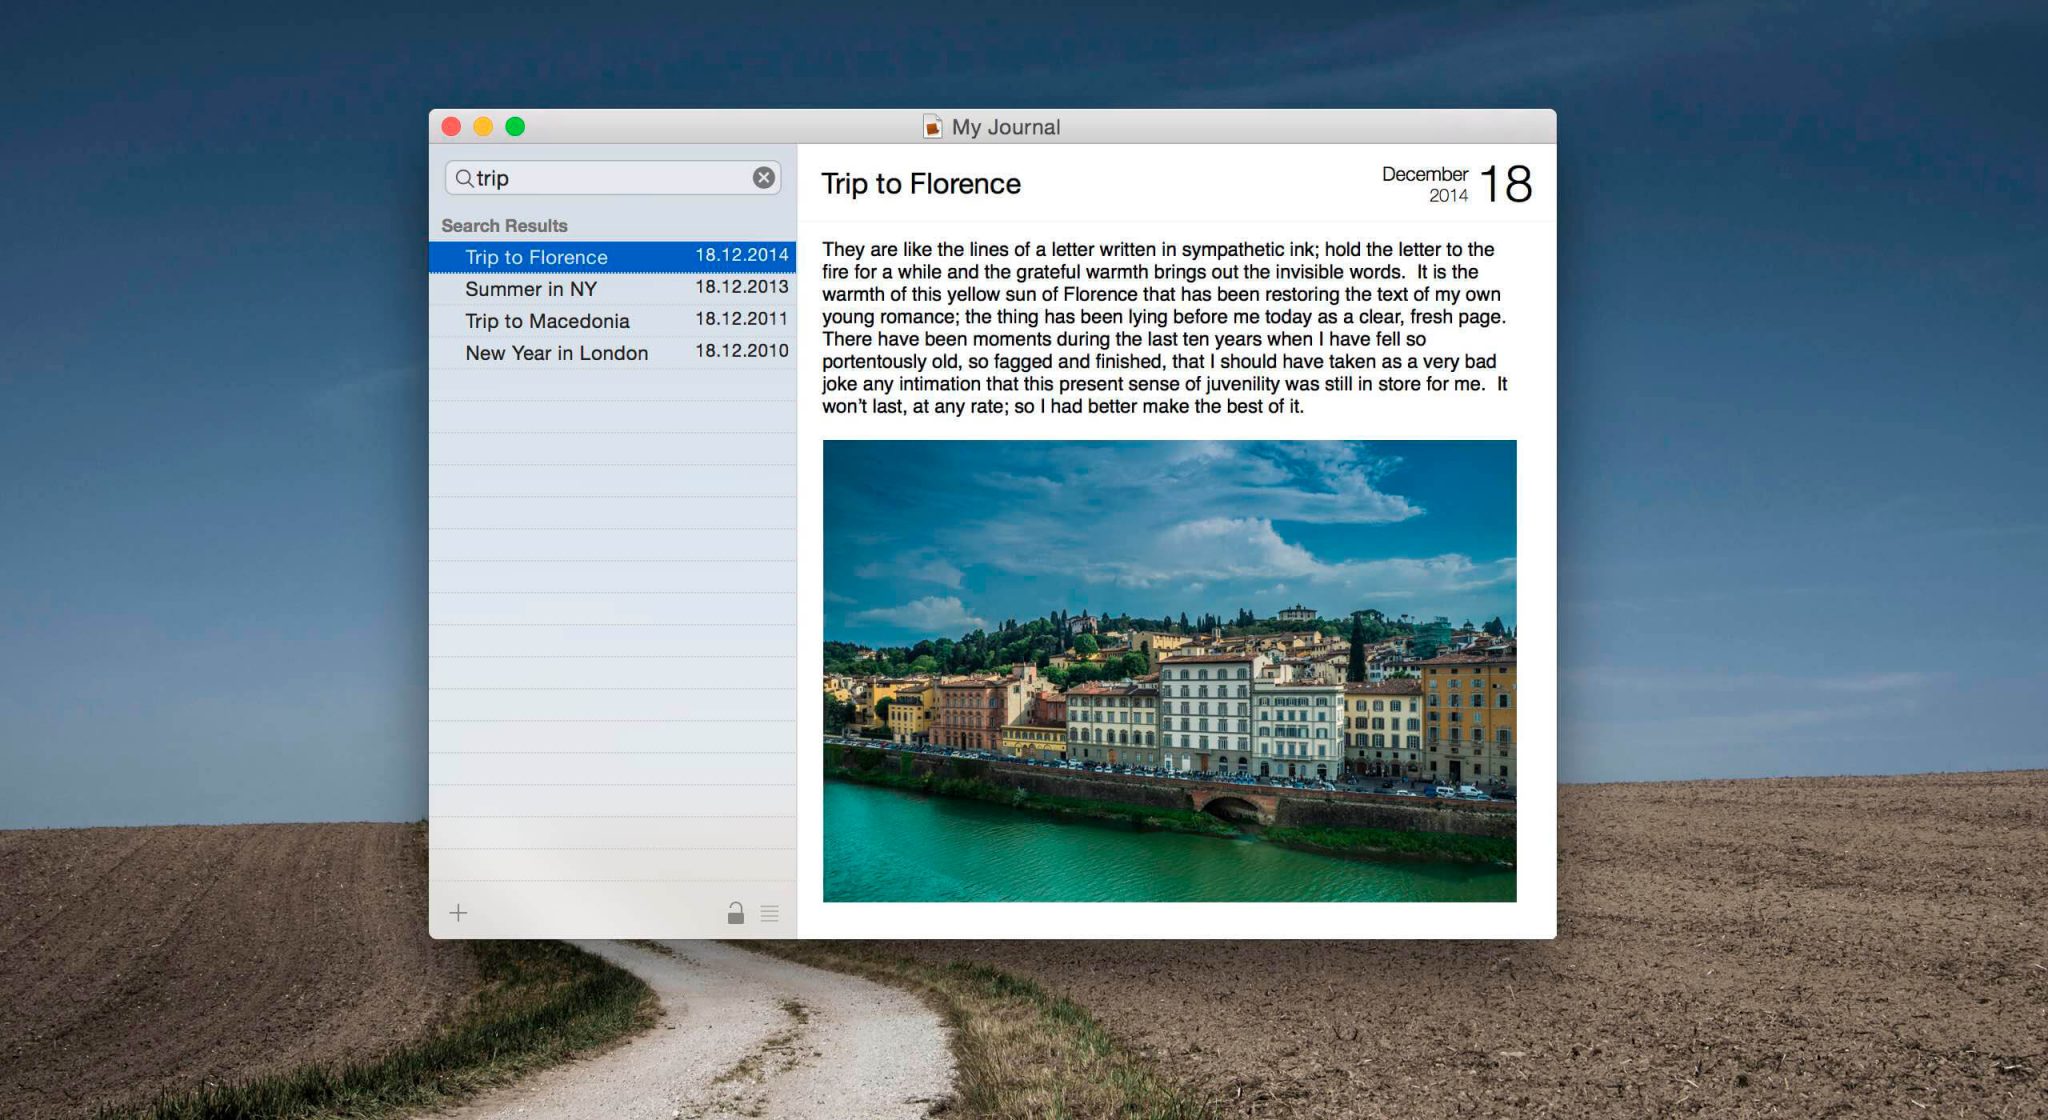 My Journal
trip
Search Results
Trip to Florence 18.12.2014
Summer in NY 18.12.2013
Trip to Macedonia 18.12.2011
New Year in London 18.12.2010
Trip to Florence
December
2014
18
They are like the lines of a letter written in sympathetic ink; hold the letter to the
fire for a while and the grateful warmth brings out the invisible words.  It is the
warmth of this yellow sun of Florence that has been restoring the text of my own
young romance; the thing has been lying before me today as a clear, fresh page.
There have been moments during the last ten years when I have fell so
portentously old, so fagged and finished, that I should have taken as a very bad
joke any intimation that this present sense of juvenility was still in store for me.  It
won’t last, at any rate; so I had better make the best of it.